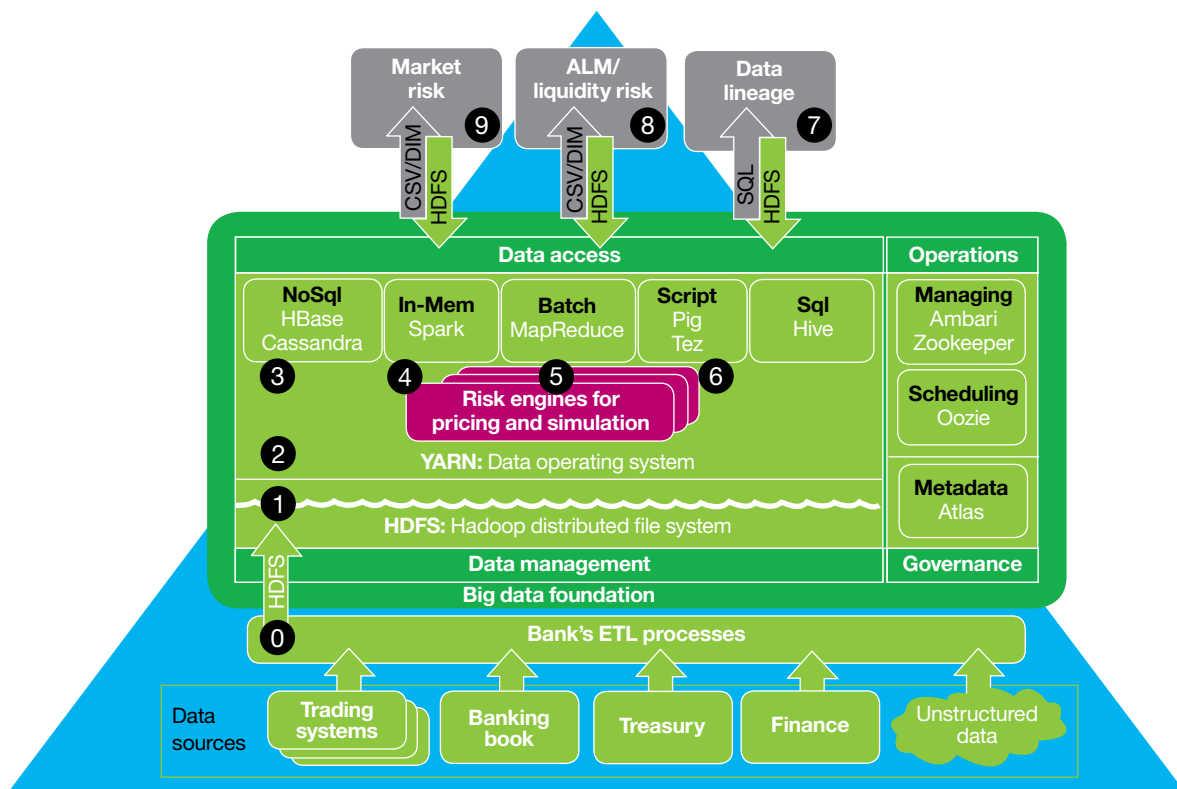 Market
risk
9
CSV/DIM
HDFS
ALM/
liquidity risk
8
CSV/DIM
HDFS
Data
lineage
7
SQL
HDFS
Data access
Operations
NoSql
HBase
Cassandra
In-Mem
Spark
Batch
MapReduce
Script
Pig
Tez
Sql
Hive
Managing
Ambari
Zookeeper
3
4
5
6
Risk engines for
pricing and simulation
Scheduling
Oozie
2
YARN: Data operating system
1
HDFS: Hadoop distributed file system
Metadata
Atlas
Data management
Governance
Big data foundation
HDFS
0
Bank's ETL processes
Data
sources
Trading
systems
Banking
book
Treasury
Finance
Unstructured
data